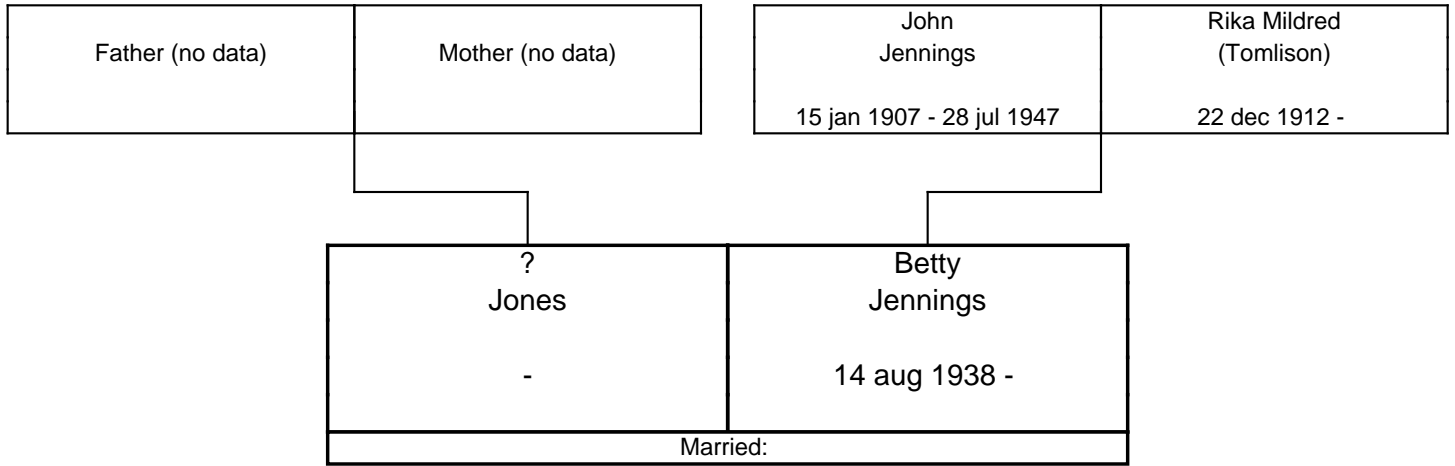 Father (no data)
Mother (no data)
John
Jennings
15 jan 1907 - 28 jul 1947
Rika Mildred
(Tomlison)
22 dec 1912 -
?
Jones
-
Betty
Jennings
14 aug 1938 -
Married: